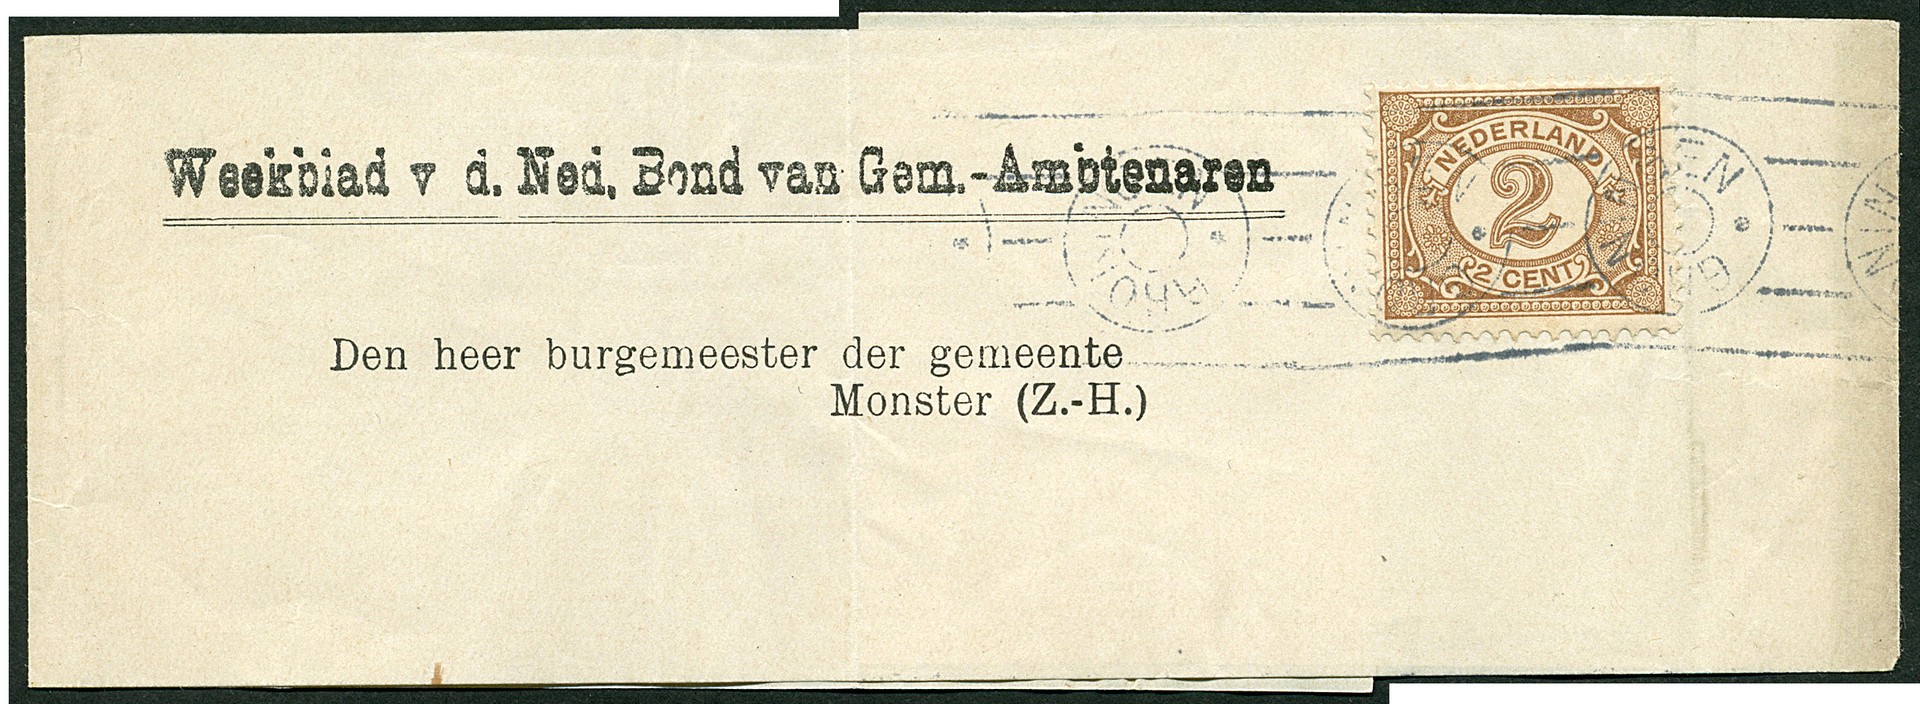 Weekblad v d. Ned. Bond van Gem.-Ambtenaren
NEDERLAND
2
2 CENT
Den heer burgemeester der gemeente
Monster (Z.-H.)